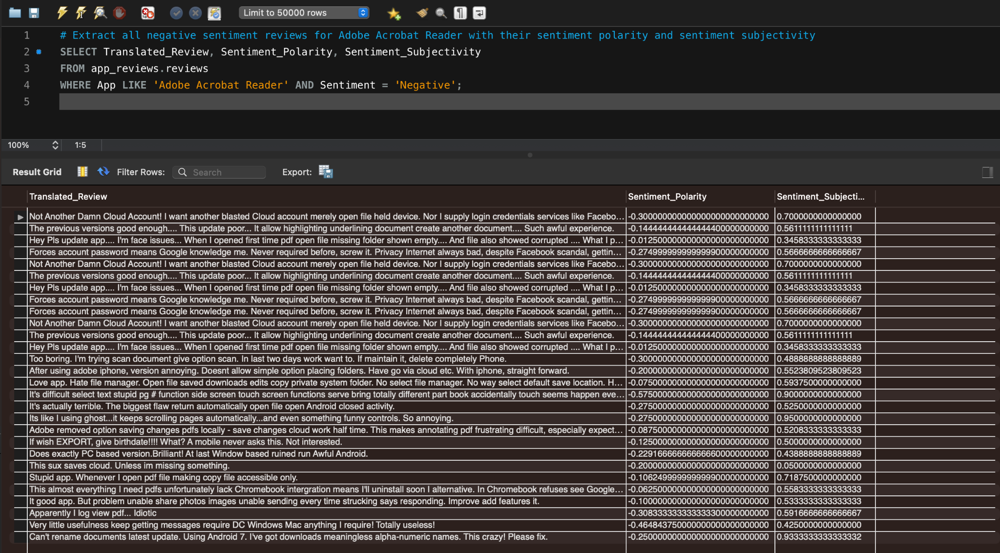 Limit to 50000 rows
1 # Extract all negative sentiment reviews for Adobe Acrobat Reader with their sentiment polarity and sentiment subjectivity
2 SELECT Translated_Review, Sentiment_Polarity, Sentiment_Subjectivity
3 FROM app_reviews.reviews
4 WHERE App LIKE 'Adobe Acrobat Reader' AND Sentiment = 'Negative';
5
100% 1:5
Result Grid Filter Rows: Search Export:
Translated_Review Sentiment_Polarity Sentiment_Subjecti...
Not Another Damn Cloud Account! I want another blasted Cloud account merely open file held device. Nor I supply login credentials services like Facebo... -0.300000000000000000000000000 0.7000000000000000
The previous versions good enough.... This update poor... It allow highlighting underlining document create another document.... Such awful experience. -0.144444444444444400000000000 0.5611111111111111
Hey Pls update app.... I'm face issues... When I opened first time pdf open file missing folder shown empty.... And file also showed corrupted .... What I p... -0.012500000000000000000000000 0.3458333333333333
Forces account password means Google knowledge me. Never required before, screw it. Privacy Internet always bad, despite Facebook scandal, gettin... -0.274999999999999900000000000 0.5666666666666667
Not Another Damn Cloud Account! I want another blasted Cloud account merely open file held device. Nor I supply login credentials services like Facebo... -0.300000000000000000000000000 0.7000000000000000
The previous versions good enough.... This update poor... It allow highlighting underlining document create another document.... Such awful experience. -0.144444444444444400000000000 0.5611111111111111
Hey Pls update app.... I'm face issues... When I opened first time pdf open file missing folder shown empty.... And file also showed corrupted .... What I p... -0.012500000000000000000000000 0.3458333333333333
Forces account password means Google knowledge me. Never required before, screw it. Privacy Internet always bad, despite Facebook scandal, gettin... -0.274999999999999900000000000 0.5666666666666667
Forces account password means Google knowledge me. Never required before, screw it. Privacy Internet always bad, despite Facebook scandal, gettin... -0.274999999999999900000000000 0.5666666666666667
Not Another Damn Cloud Account! I want another blasted Cloud account merely open file held device. Nor I supply login credentials services like Facebo... -0.300000000000000000000000000 0.7000000000000000
The previous versions good enough.... This update poor... It allow highlighting underlining document create another document.... Such awful experience. -0.144444444444444400000000000 0.5611111111111111
Hey Pls update app.... I'm face issues... When I opened first time pdf open file missing folder shown empty.... And file also showed corrupted .... What I p... -0.012500000000000000000000000 0.3458333333333333
Too boring. I'm trying scan document give option scan. In last two days work want to. If maintain it, delete completely Phone. -0.300000000000000000000000000 0.4888888888888889
After using adobe iphone, version annoying. Doesnt allow simple option placing folders. Have go via cloud etc. With iphone, straight forward. -0.200000000000000000000000000 0.5523809523809523
Love app. Hate file manager. Open file saved downloads edits copy private system folder. No select file manager. No way select default save location. H... -0.075000000000000000000000000 0.5937500000000000
It's difficult select text stupid pg # function side screen touch screen functions serve bring totally different part book accidentally touch seems happen eve... -0.575000000000000000000000000 0.9000000000000000
It's actually terrible. The biggest flaw return automatically open file open Android closed activity. -0.275000000000000000000000000 0.5250000000000000
Its like I using ghost...it keeps scrolling pages automatically...and even something funny controls. So annoying. -0.275000000000000000000000000 0.9500000000000000
Adobe removed option saving changes pdfs locally - save changes cloud work half time. This makes annotating pdf frustrating difficult, especially expect... -0.087500000000000000000000000 0.5208333333333333
If wish EXPORT, give birthdate!!!! What? A mobile never asks this. Not interested. -0.125000000000000000000000000 0.5000000000000000
Does exactly PC based version.Brilliant! At last Window based ruined run Awful Android. -0.229166666666666600000000000 0.4388888888888889
This sux saves cloud. Unless im missing something. -0.200000000000000000000000000 0.0500000000000000
Stupid app. Whenever I open pdf file making copy file accessible only. -0.106249999999999900000000000 0.7187500000000000
This almost everything I need pdfs unfortunately lack Chromebook intergration means I'll uninstall soon I alternative. In Chromebook refuses see Google... -0.062500000000000000000000000 0.5583333333333333
It good app. But problem unable share photos images unable sending every time strucking says responding. Improve add features it. -0.100000000000000000000000000 0.5333333333333333
Apparently I log view pdf... Idiotic -0.308333333333333300000000000 0.5916666666666667
Very little usefulness keep getting messages require DC Windows Mac anything I require! Totally useless! -0.464843750000000000000000000 0.4250000000000000
Can't rename documents latest update. Using Android 7. I've got downloads meaningless alpha-numeric names. This crazy! Please fix. -0.250000000000000000000000000 0.9333333333333332